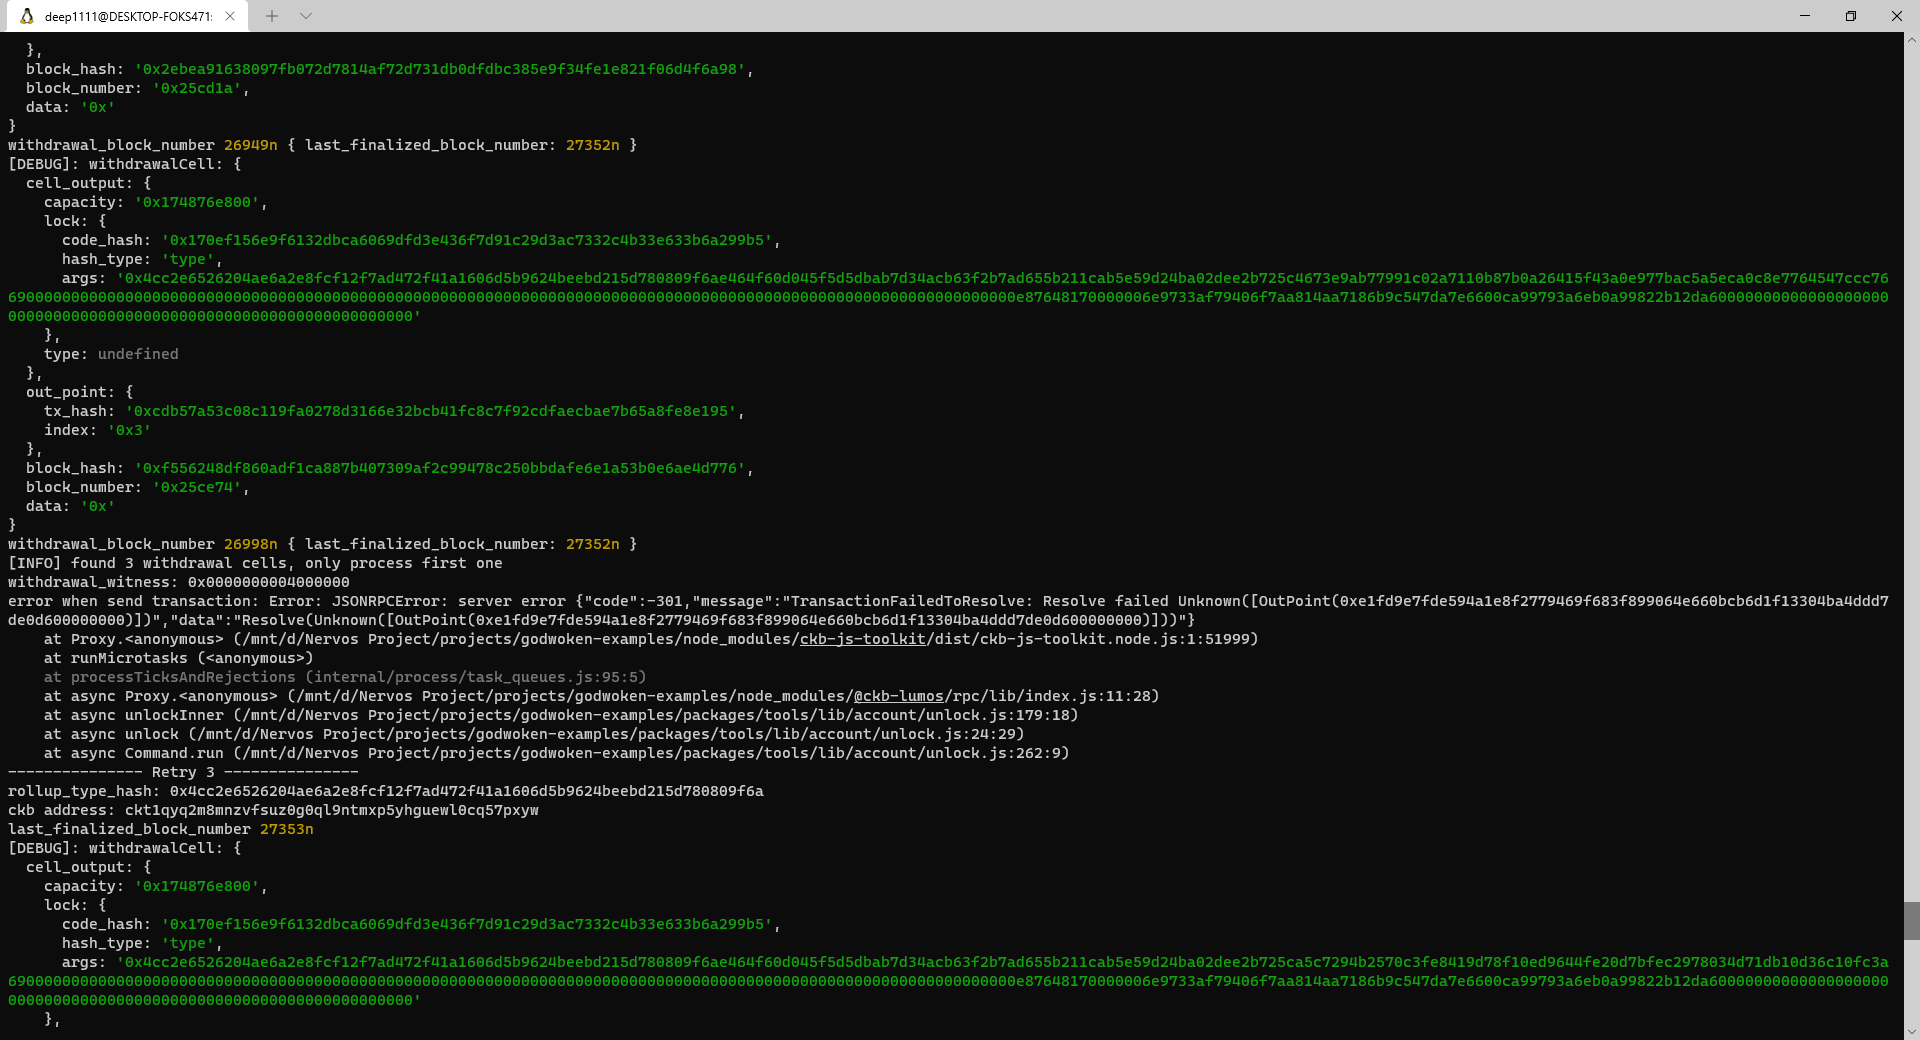 deep1111@DESKTOP-FOKS471:
},
block_hash: '0x2ebea91638097fb072d7814af72d731db0dfdbc385e9f34fe1e821f06d4f6a98',
block_number: '0x25cd1a',
data: '0x'
}
withdrawal_block_number 26949n { last_finalized_block_number: 27352n }
[DEBUG]: withdrawalCell: {
cell_output: {
capacity: '0x174876e800',
lock: {
code_hash: '0x170ef156e9f6132dbca6069dfd3e436f7d91c29d3ac7332c4b33e633b6a299b5',
hash_type: 'type',
args:
},
type: undefined
},
out_point: {
tx_hash: '0xcdb57a53c08c119fa0278d3166e32bcb41fc8c7f92cdfaecbae7b65a8fe8e195',
index: '0x3'
},
block_hash: '0xf556248df860adf1ca887b407309af2c99478c250bbdafe6e1a53b0e6ae4d776',
block_number: '0x25ce74',
data: '0x'
}
withdrawal_block_number 26998n { last_finalized_block_number: 27352n }
[INFO] found 3 withdrawal cells, only process first one
withdrawal_witness: 0x0000000004000000
error when send transaction: Error: JSONRPCError: server error {"code":-301,"message":"TransactionFailedToResolve: Resolve failed Unknown([OutPoint(0xe1fd9e7fde594a1e8f2779469f683f899064e660bcb6d1f13304ba4ddd7
de0d600000000)])","data":"Resolve(Unknown([OutPoint(0xe1fd9e7fde594a1e8f2779469f683f899064e660bcb6d1f13304ba4ddd7de0d600000000)]))"}
at Proxy.<anonymous> (/mnt/d/Nervos Project/projects/godwoken-examples/node_modules/ckb-js-toolkit/dist/ckb-js-toolkit.node.js:1:51999)
at runMicrotasks (<anonymous>)
at processTicksAndRejections (internal/process/task_queues.js:95:5)
at async Proxy.<anonymous> (/mnt/d/Nervos Project/projects/godwoken-examples/node_modules/@ckb-lumos/rpc/lib/index.js:11:28)
at async unlockInner (/mnt/d/Nervos Project/projects/godwoken-examples/packages/tools/lib/account/unlock.js:179:18)
at async unlock (/mnt/d/Nervos Project/projects/godwoken-examples/packages/tools/lib/account/unlock.js:24:29)
at async Command.run (/mnt/d/Nervos Project/projects/godwoken-examples/packages/tools/lib/account/unlock.js:262:9)
--------------- Retry 3 ---------------
rollup_type_hash: 0x4cc2e6526204ae6a2e8fcf12f7ad472f41a1606d5b9624beebd215d780809f6a
ckb address: ckt1qyq2m8mnzvfsuz0g0ql9ntmxp5yhguewl0cq57pxyw
last_finalized_block_number 27353n
[DEBUG]: withdrawalCell: {
cell_output: {
capacity: '0x174876e800',
lock: {
code_hash: '0x170ef156e9f6132dbca6069dfd3e436f7d91c29d3ac7332c4b33e633b6a299b5',
hash_type: 'type',
args:
},